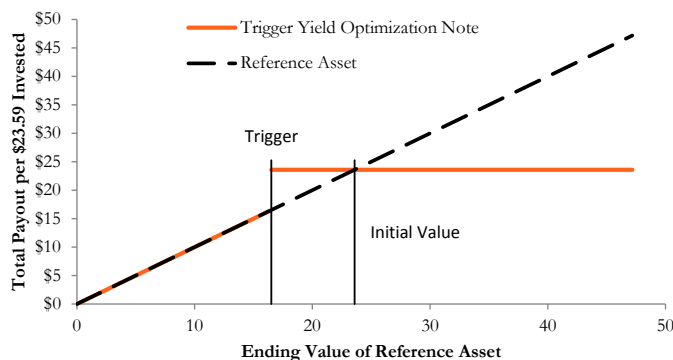 $50
$45
$40
$35
$30
$25
$20
$15
$10
$5
$0
Total Payout per $23.59 Invested
Trigger Yield Optimization Note
Reference Asset
Trigger
Initial Value
0 10 20 30 40 50
Ending Value of Reference Asset